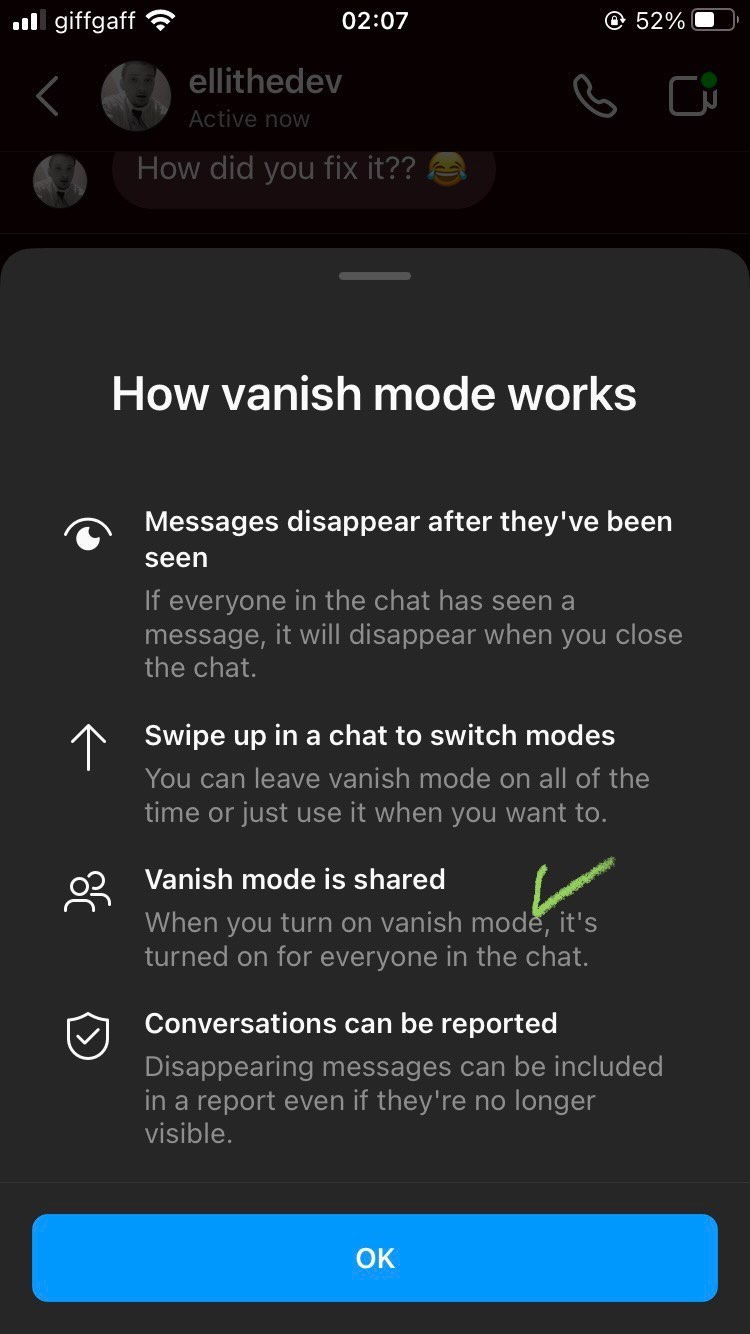 giffgaff 02:07 52%
ellithedev
Active now
How did you fix it?? 😂
How vanish mode works
Messages disappear after they've been
seen
If everyone in the chat has seen a
message, it will disappear when you close
the chat.
Swipe up in a chat to switch modes
You can leave vanish mode on all of the
time or just use it when you want to.
Vanish mode is shared
When you turn on vanish mode, it's
turned on for everyone in the chat.
Conversations can be reported
Disappearing messages can be included
in a report even if they're no longer
visible.
OK